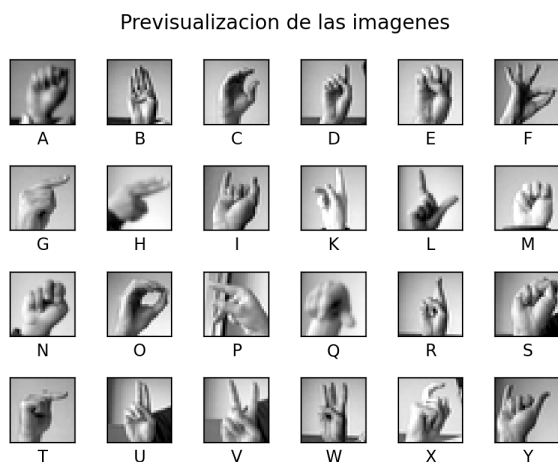 Previsualizacion de las imagenes
A B C D E F
G H I K L M
N O P Q R S
T U V W X Y